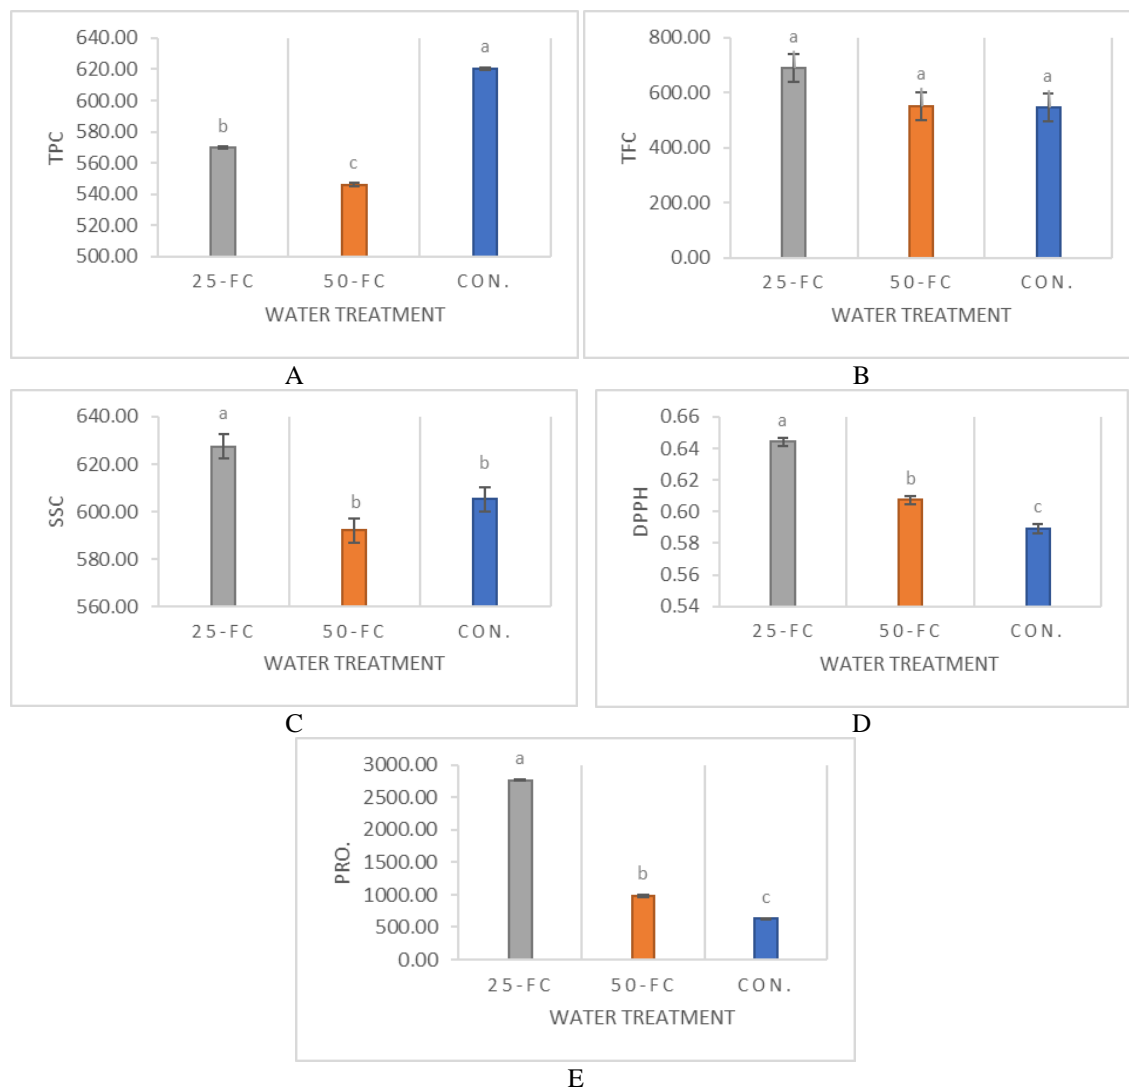 640.00
620.00
600.00
580.00
560.00
540.00
520.00
500.00
TPC
b
c
a
25-FC 50-FC CON.
WATER TREATMENT
A
800.00
600.00
400.00
200.00
0.00
TFC
a
a
a
25-FC 50-FC CON.
WATER TREATMENT
B
640.00
620.00
600.00
580.00
560.00
SSC
a
b
b
25-FC 50-FC CON.
WATER TREATMENT
C
0.66
0.64
0.62
0.60
0.58
0.56
0.54
DPPH
a
b
c
25-FC 50-FC CON.
WATER TREATMENT
D
3000.00
2500.00
2000.00
1500.00
1000.00
500.00
0.00
PRO.
a
b
c
25-FC 50-FC CON.
WATER TREATMENT
E